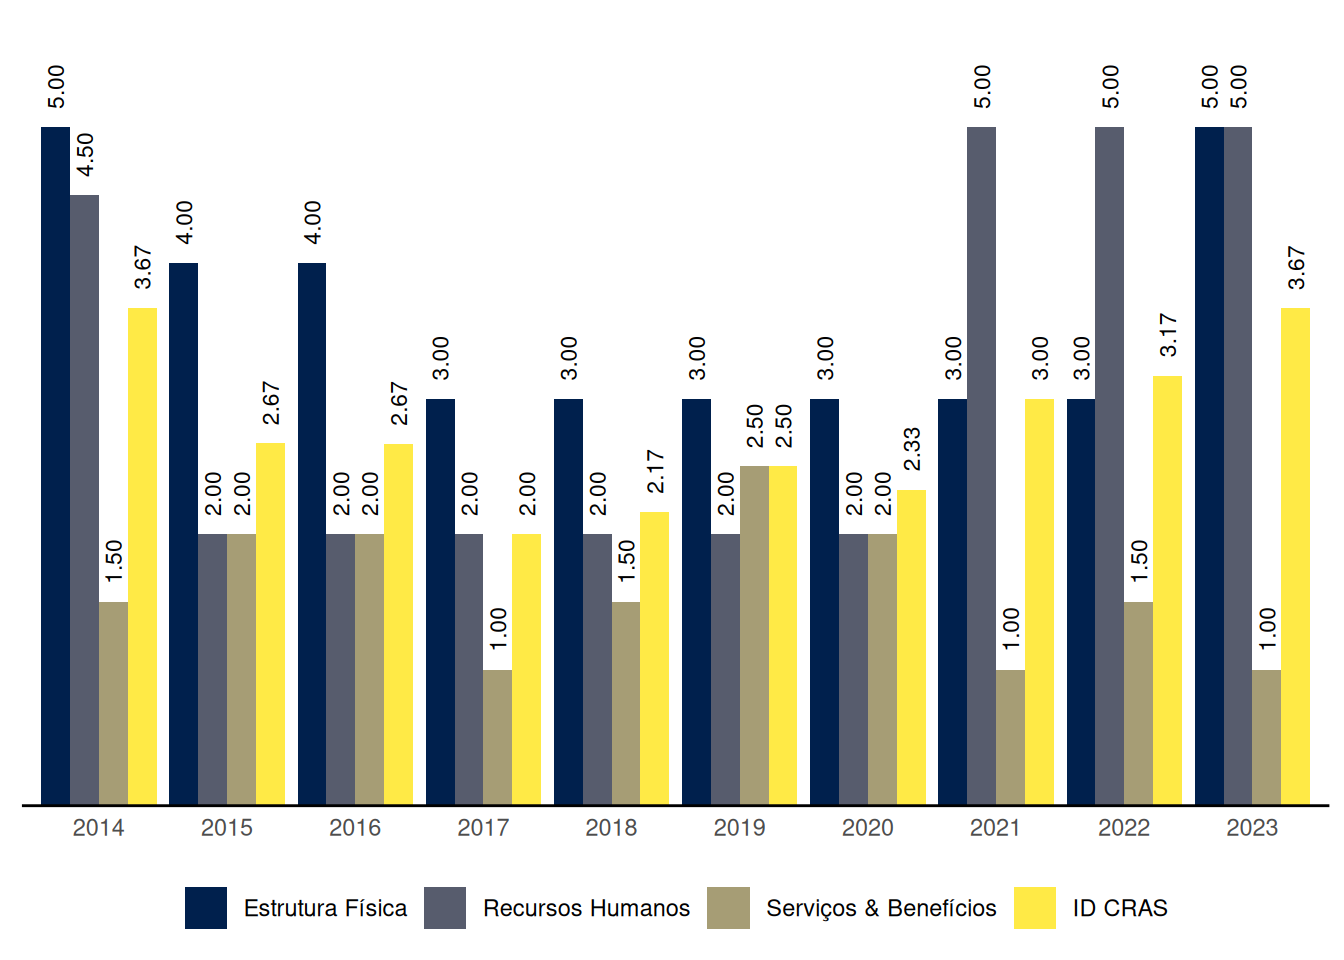 5.00 4.50 1.50 3.67 4.00 2.00 2.00 2.67 4.00 2.00 2.00 2.67 3.00 2.00 1.00 2.00 3.00 2.00 1.50 2.17 3.00 2.00 2.50 2.50 3.00 2.00 2.00 2.33 3.00 5.00 1.00 3.00 3.00 5.00 1.50 3.17 5.00 5.00 1.00 3.67
2014 2015 2016 2017 2018 2019 2020 2021 2022 2023
Estrutura Física Recursos Humanos Serviços & Benefícios ID CRAS